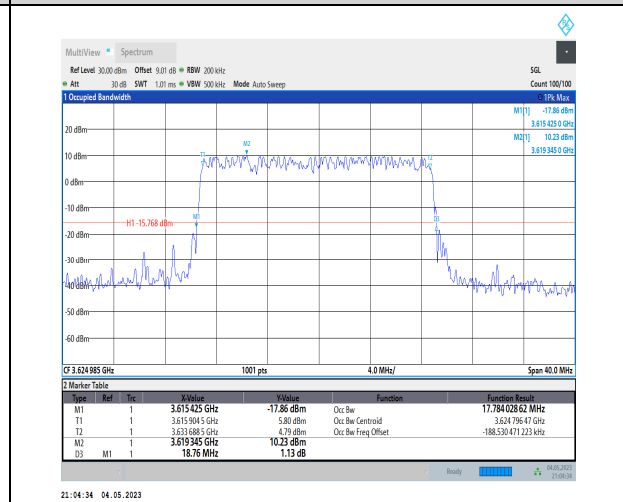 MultiView Spectrum
Ref Level 30.00 dBm Offset 9.01 dB RBW 200 kHz SGL
Att 30 dB SWT 1.01 ms VBW 500 kHz Mode Auto Sweep Count 100/100
1 Occupied Bandwidth 1Pk Max
M1[1] -17.86 dBm
3.615 425 0 GHz
M2[1] 10.23 dBm
3.619 345 0 GHz
20 dBm
M2
T1
T2
10 dBm
0 dBm
-10 dBm
M1
D3
H1 -15.768 dBm
-20 dBm
-30 dBm
-40 dBm
-50 dBm
-60 dBm
CF 3.624 985 GHz 1001 pts 4.0 MHz/ Span 40.0 MHz
2 Marker Table
Type Ref Trc X-Value Y-Value Function Function Result
M1 1 3.615 425 GHz -17.86 dBm Occ Bw 17.784 028 62 MHz
T1 1 3.615 904 5 GHz 5.80 dBm Occ Bw Centroid 3.624 796 47 GHz
T2 1 3.633 688 5 GHz 4.79 dBm Occ Bw Freq Offset -188.530 471 223 kHz
M2 1 3.619 345 GHz 10.23 dBm
D3 M1 1 18.76 MHz 1.13 dB
Ready 04.05.2023
21:04:34
21:04:34 04.05.2023